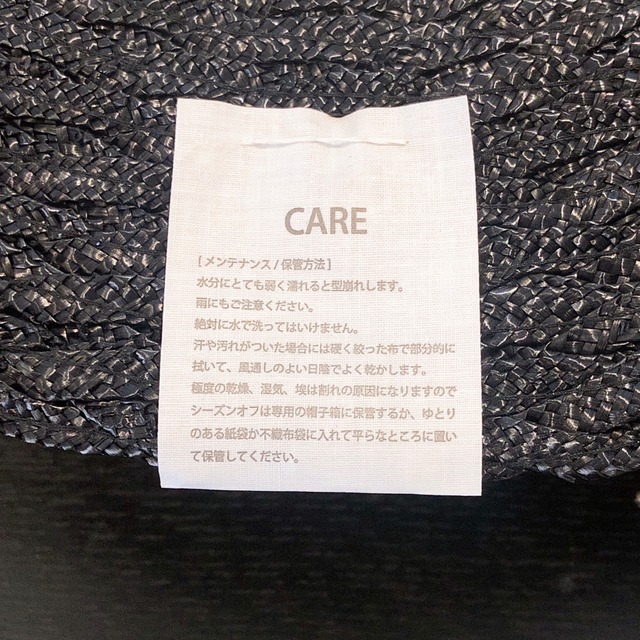 CARE
[メンテナンス/保管方法]
水分にとても弱く濡れると型崩れします。
雨にもご注意ください。
絶対に水で洗ってはいけません。
汗や汚れがついた場合には硬く絞った布で部分的に
拭いて、風通しのよい日陰でよく乾かします。
極度の乾燥、湿気、埃は割れの原因になりますので
シーズンオフは専用の帽子箱に保管するか、ゆとり
のある紙袋か不織布袋に入れて平らなところに置い
て保管してください。